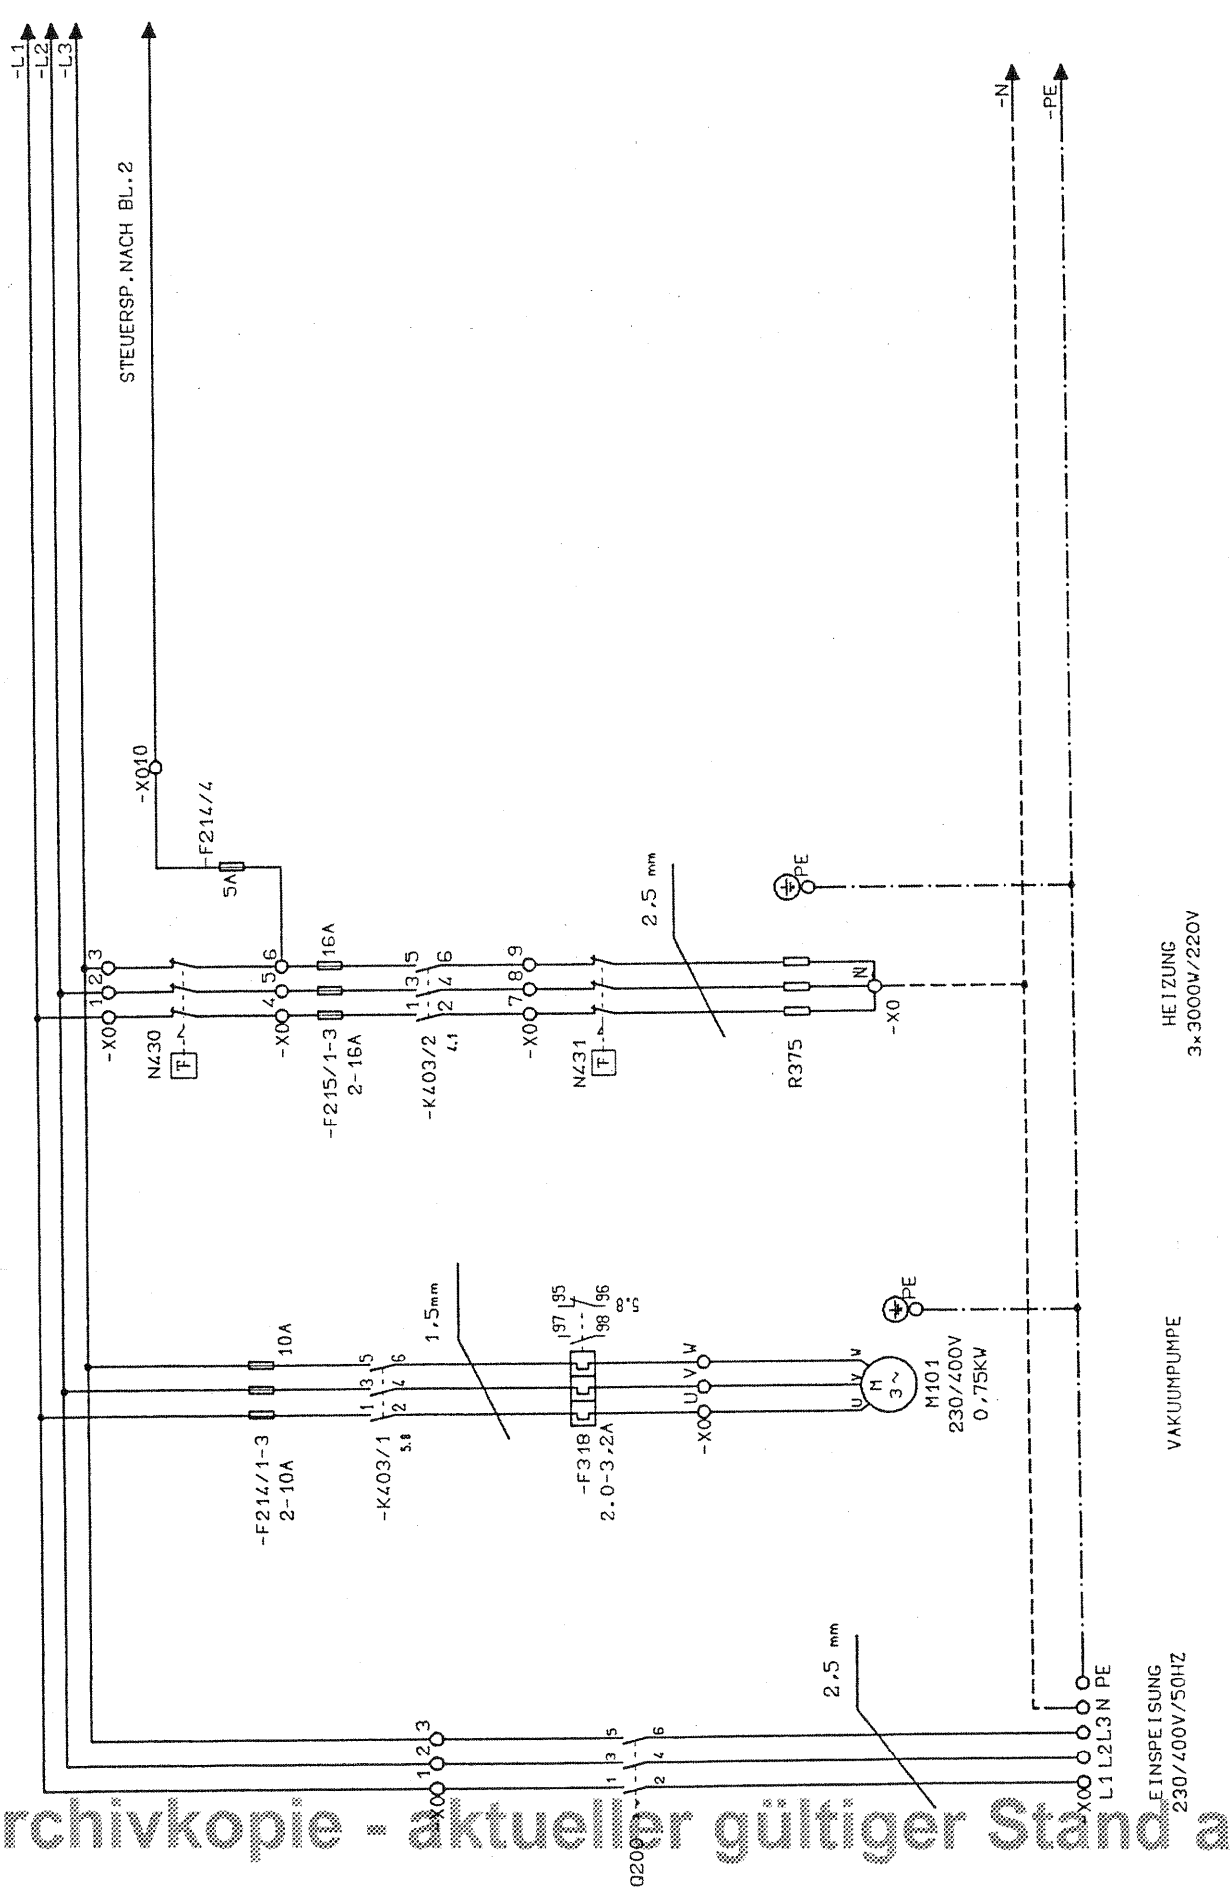 -L1
-L2
-L3
STEUERSP.NACH BL.2
-N
-PE
-X010
-F214/4
5A
1 2 3
-X0
N430
T
4 5 6
-X0
16A
-F215/1-3
2-16A
1 3 5
2 4 6
-K403/2
4.1
7 8 9
-X0
N431
T
2,5 mm
R375
N
-X0
PE
HEIZUNG
3x3000W/220V
10A
-F214/1-3
2-10A
1 3 5
2 4 6
-K403/1
5.8
1,5mm
97 95
98 96
5.8
-F318
2.0-3,2A
U V W
-X0
U V W
M
3~
M101
230/400V
0,75KW
PE
VAKUUMPUMPE
1 2 3
-X0
1 3 5
2 4 6
Q200
2,5 mm
-X0
L1 L2 L3 N PE
EINSPEISUNG
230/400V/50HZ
rchivkopie - aktueller gültiger Stand a